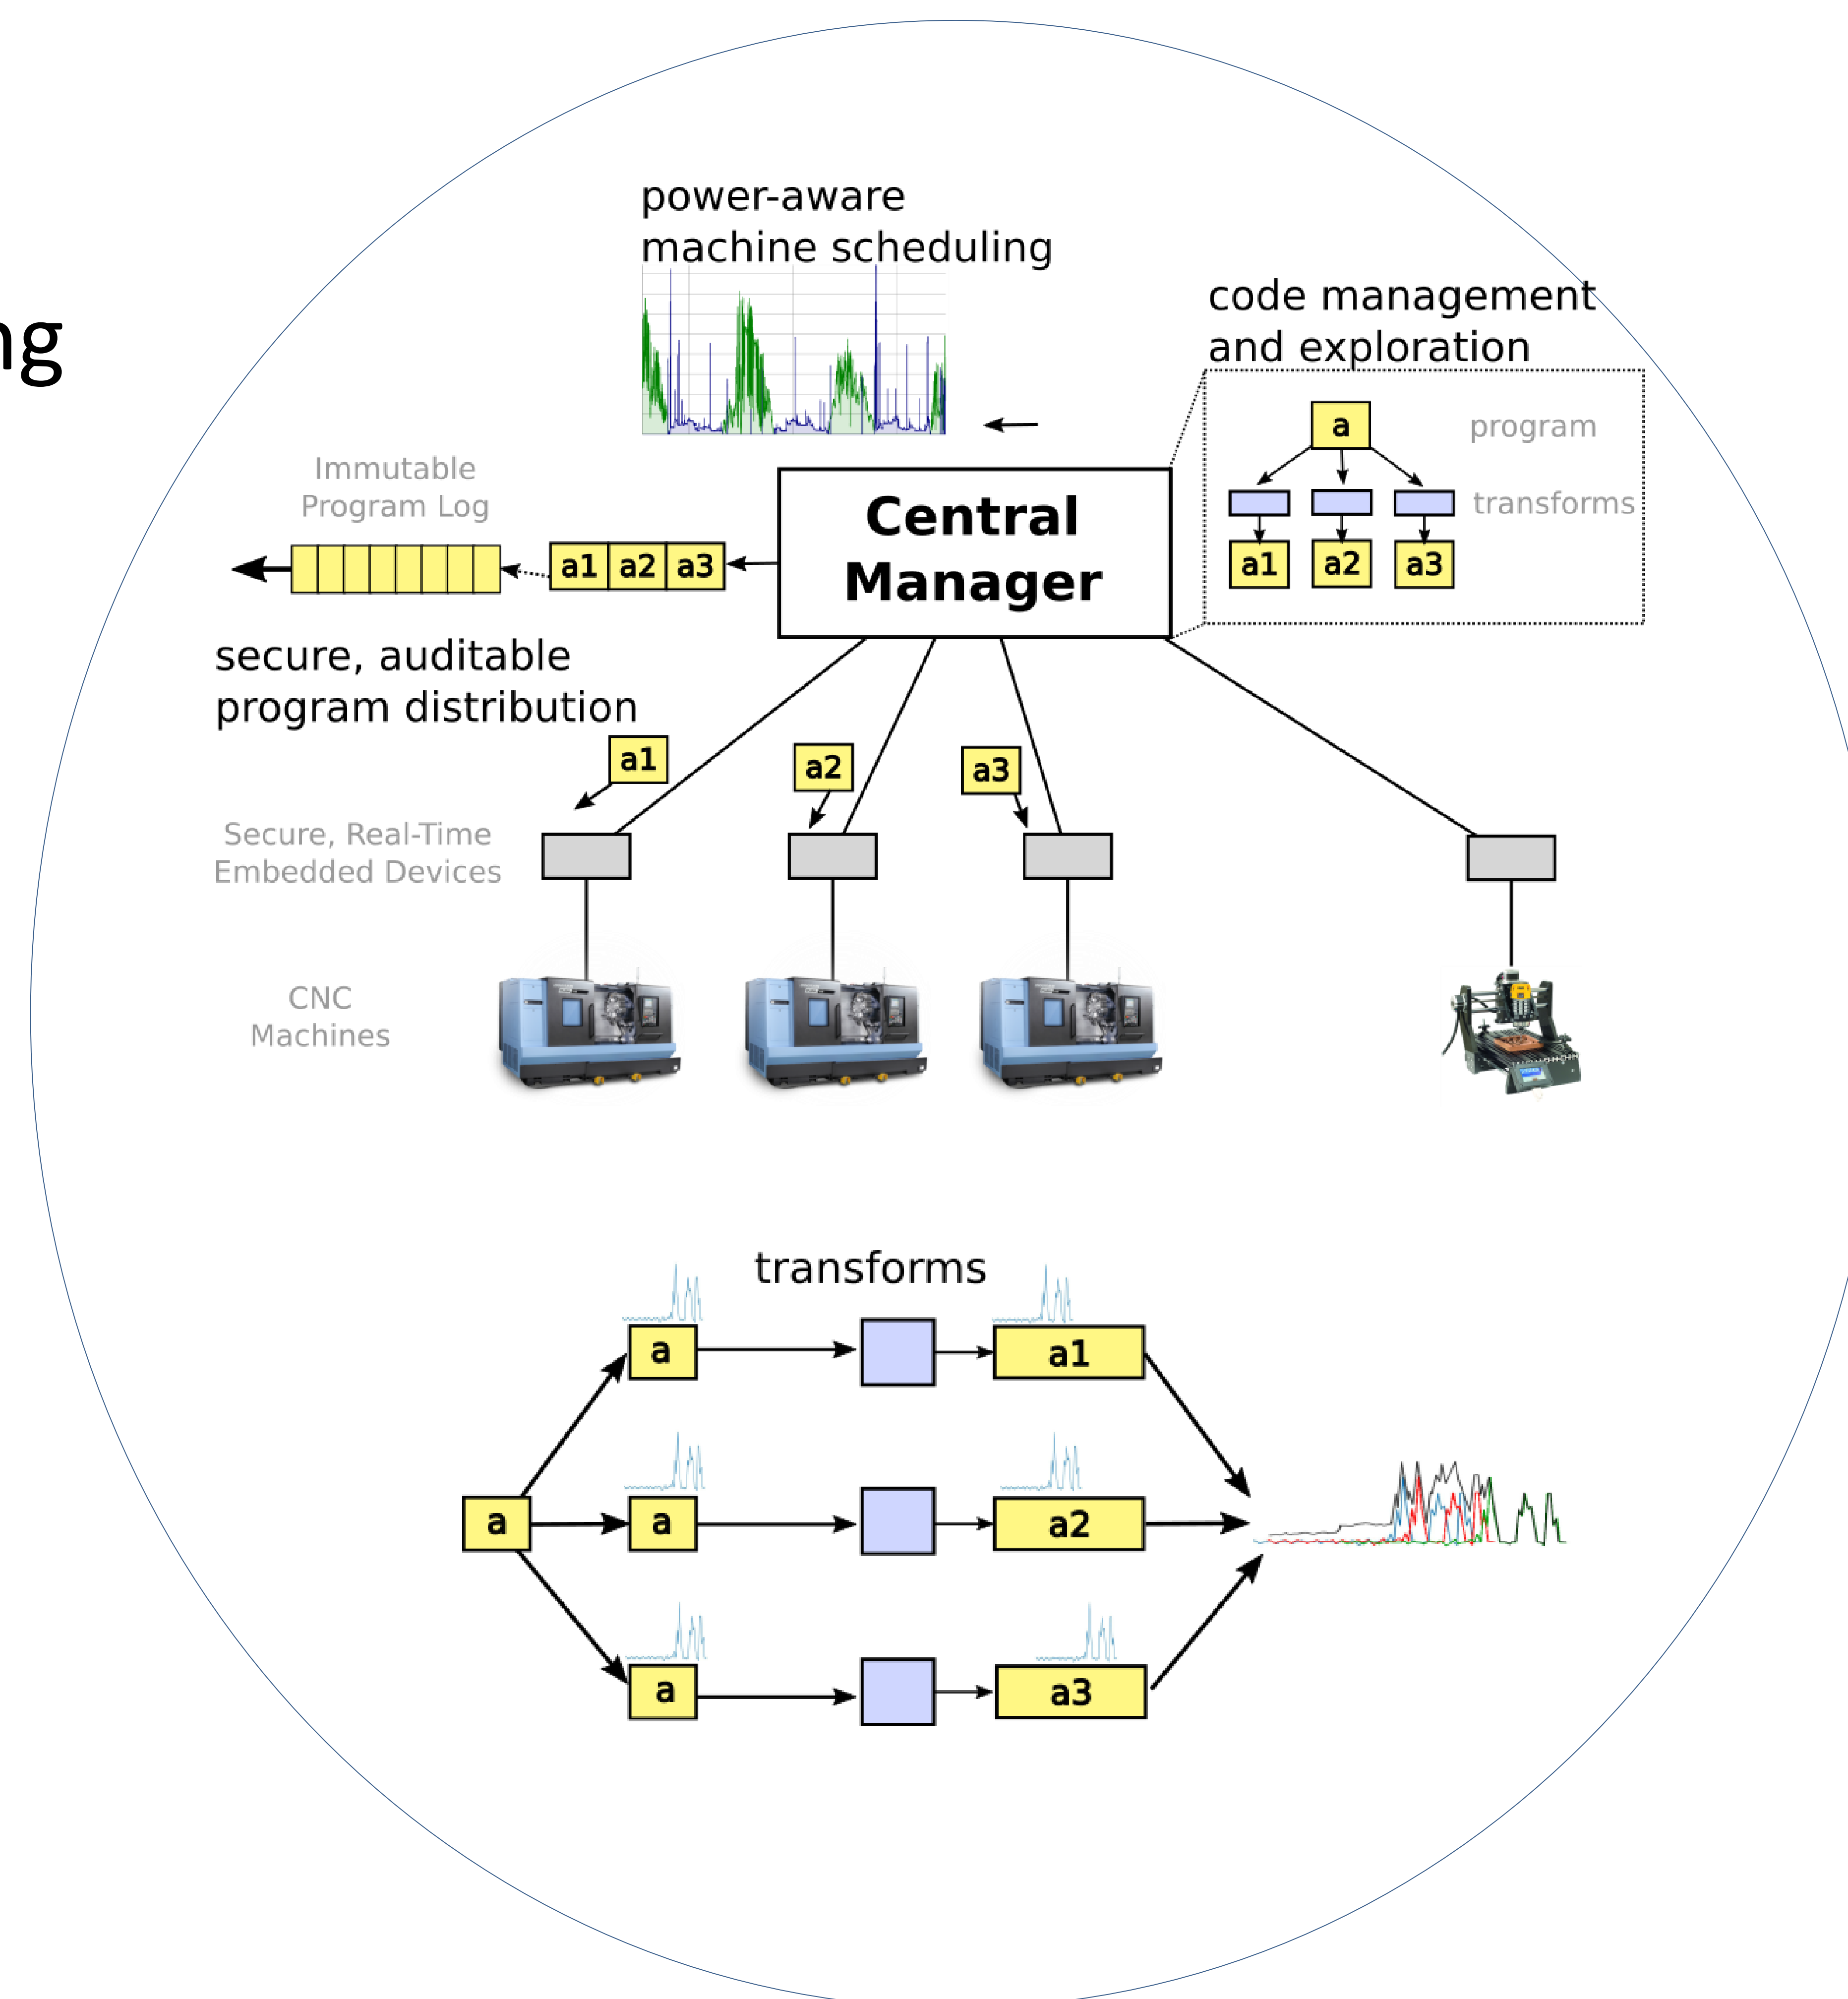 ng
power-aware
machine scheduling
code management
and exploration
a
program
transforms
a1
a2
a3
Immutable
Program Log
a1
a2
a3
Central
Manager
secure, auditable
program distribution
a1
a2
a3
Secure, Real-Time
Embedded Devices
CNC
Machines
transforms
a
a1
a
a
a2
a
a3